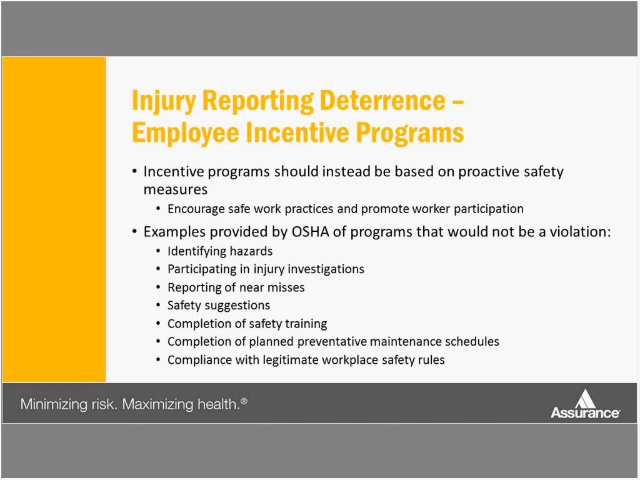 Injury Reporting Deterrence –
Employee Incentive Programs
• Incentive programs should instead be based on proactive safety
measures
• Encourage safe work practices and promote worker participation
• Examples provided by OSHA of programs that would not be a violation:
• Identifying hazards
• Participating in injury investigations
• Reporting of near misses
• Safety suggestions
• Completion of safety training
• Completion of planned preventative maintenance schedules
• Compliance with legitimate workplace safety rules
Minimizing risk. Maximizing health.®
Assurance